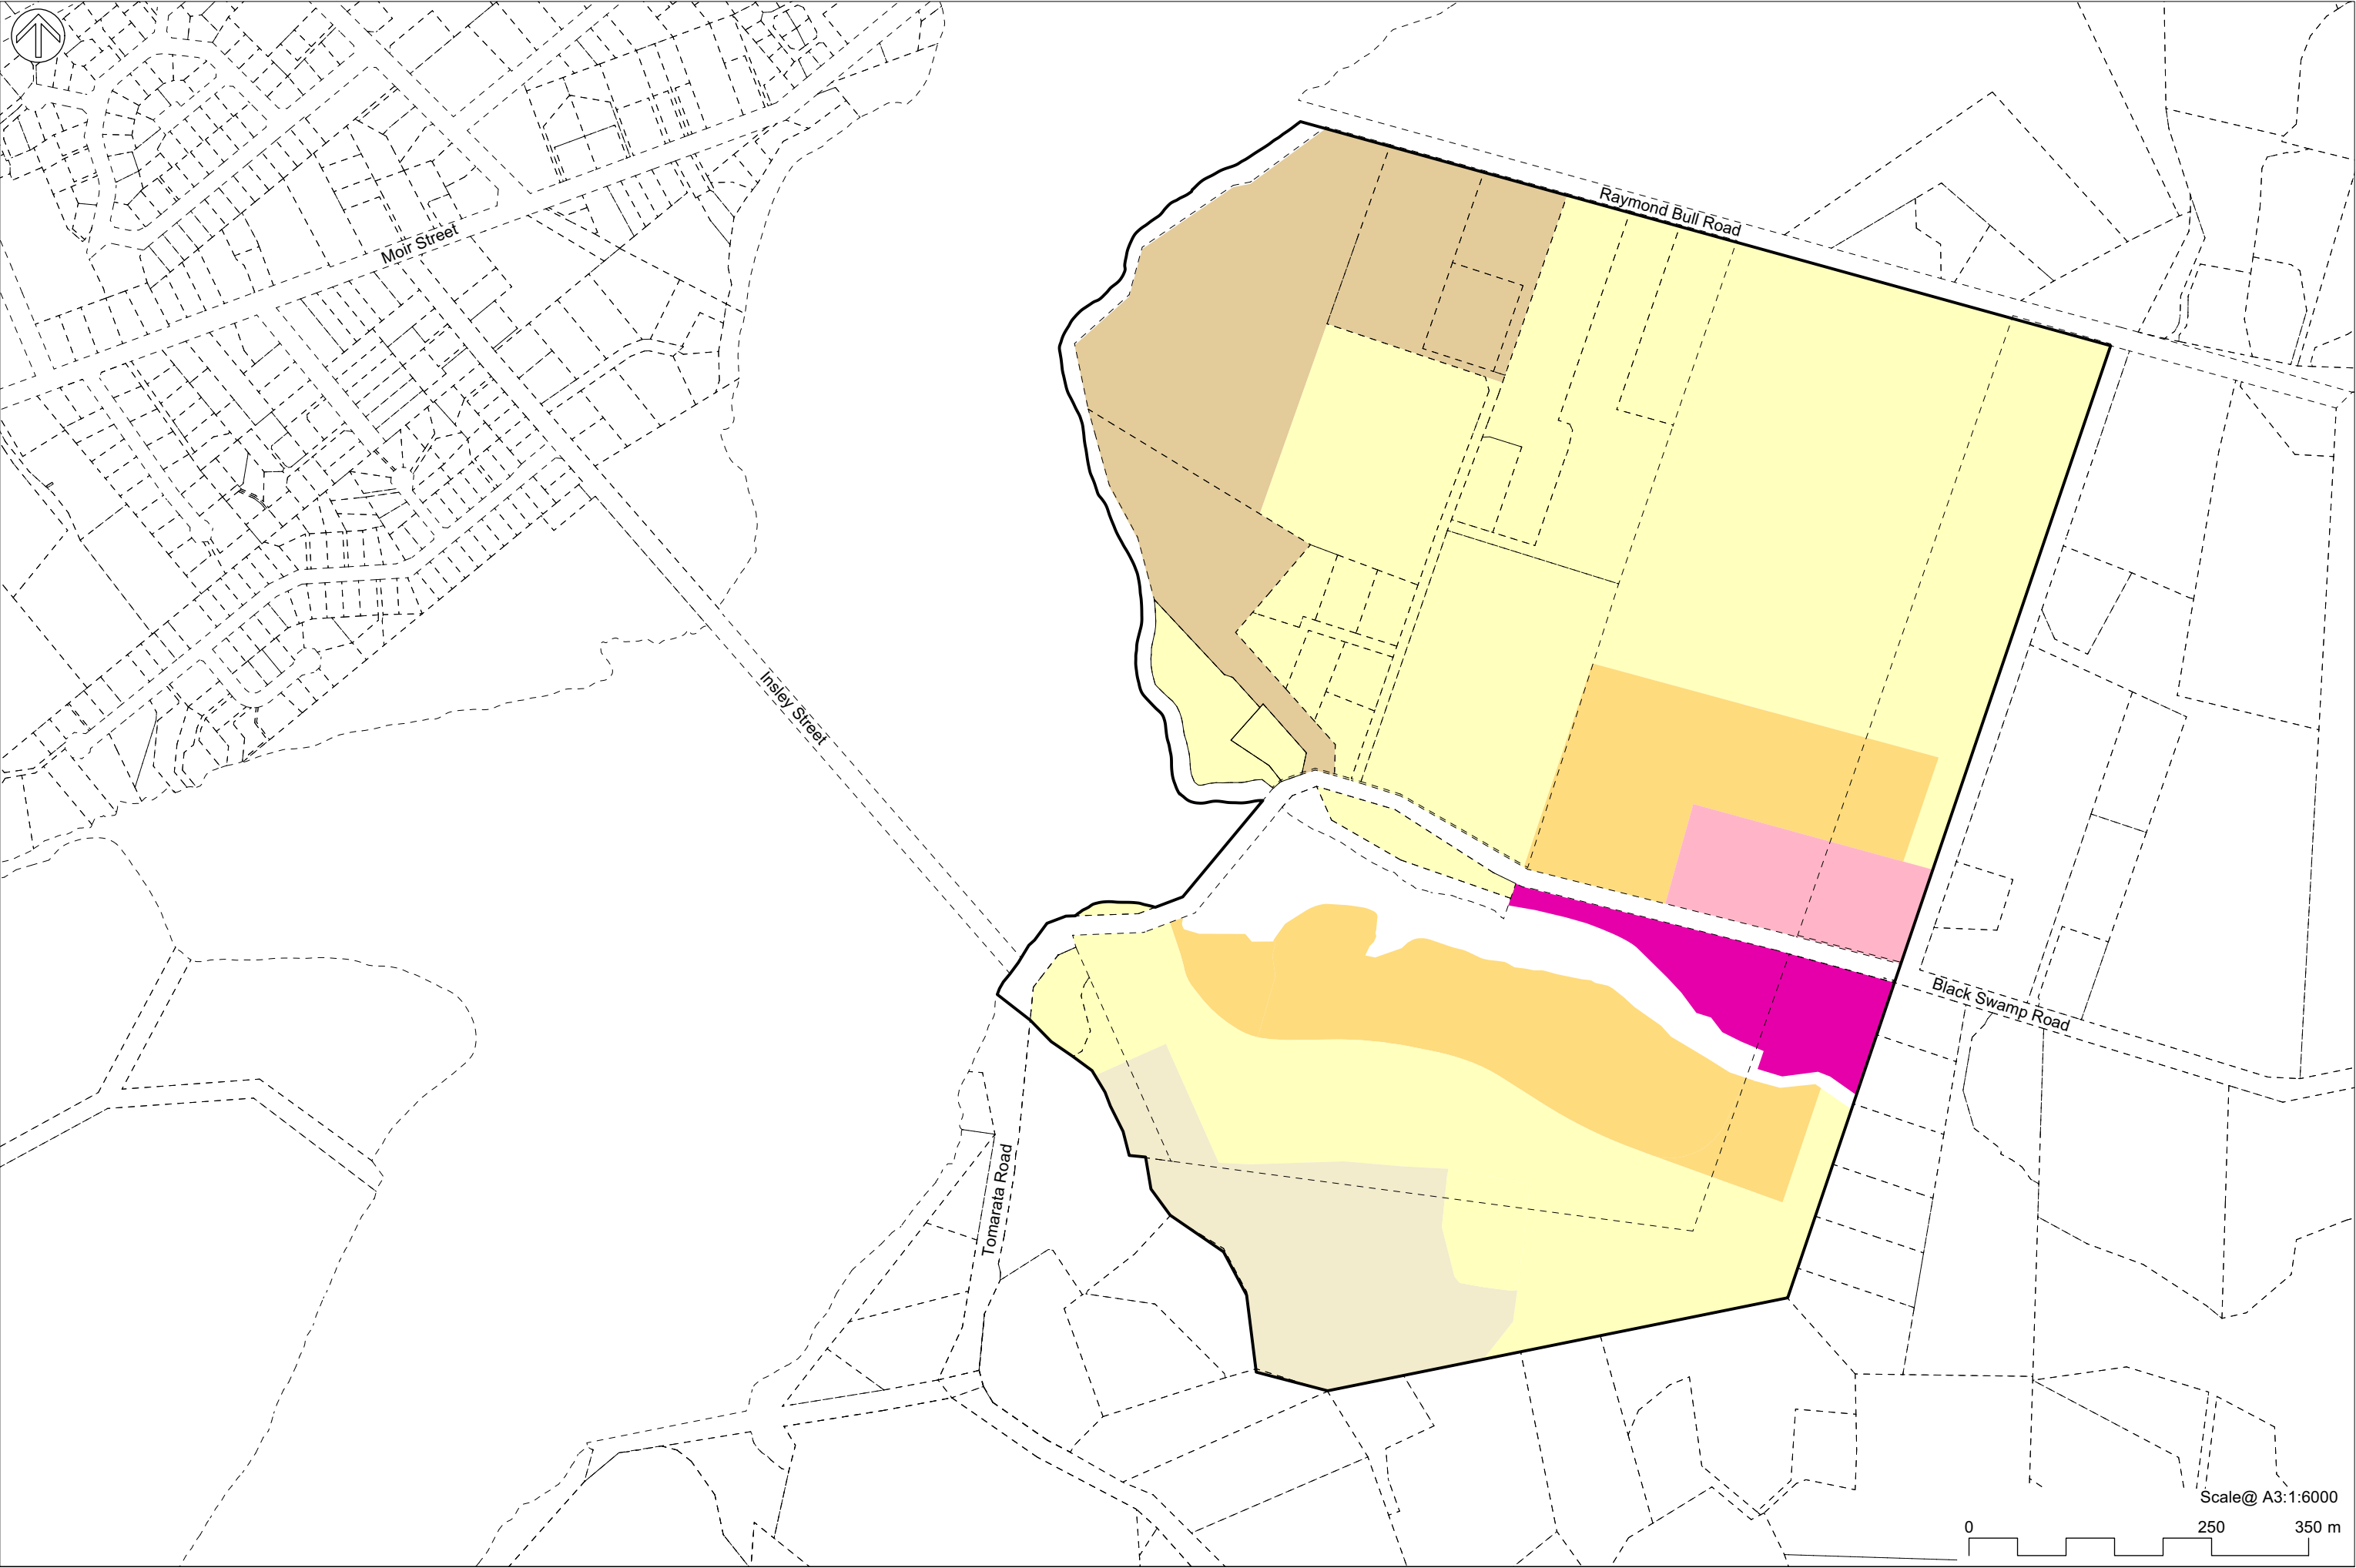 Raymond Bull Road
Moir Street
Insley Street
Black Swamp Road
Tomarata Road
Scale@ A3:1:6000
0 250 350 m